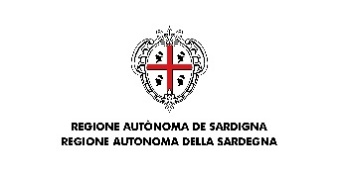 REGIONE AUTÒNOMA DE SARDIGNA
REGIONE AUTONOMA DELLA SARDEGNA